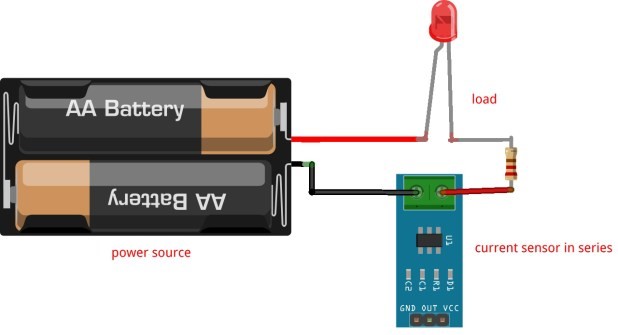 AA Battery
load
AA Battery
U1
current sensor in series
power source
C2 C1 R1 D1
GND OUT VCC